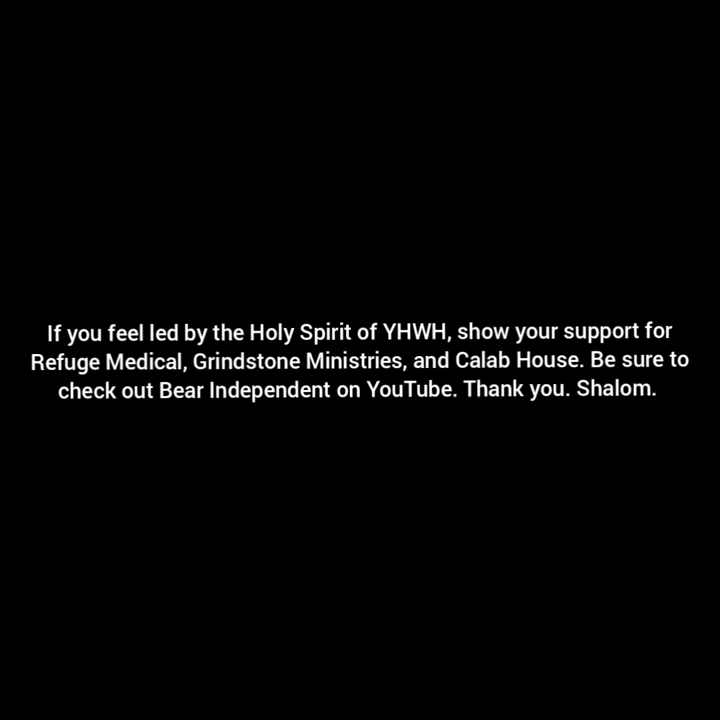 If you feel led by the Holy Spirit of YHWH, show your support for
Refuge Medical, Grindstone Ministries, and Calab House. Be sure to
check out Bear Independent on YouTube. Thank you. Shalom.